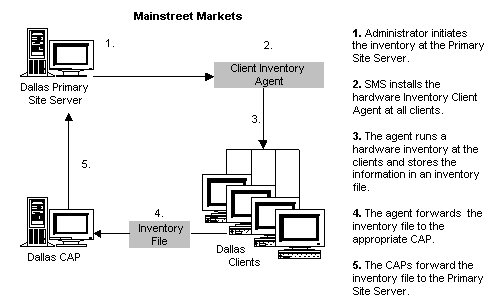 Mainstreet Markets
1.
2.
Client Inventory
Agent
Dallas Primary
Site Server
3.
5.
4.
Inventory
File
Dallas CAP
Dallas
Clients
1. Administrator initiates
the inventory at the Primary
Site Server.
2. SMS installs the
hardware Inventory Client
Agent at all clients.
3. The agent runs a
hardware inventory at the
clients and stores the
information in an inventory
file.
4. The agent forwards the
inventory file to the
appropriate CAP.
5. The CAPs forward the
inventory file to the Primary
Site Server.